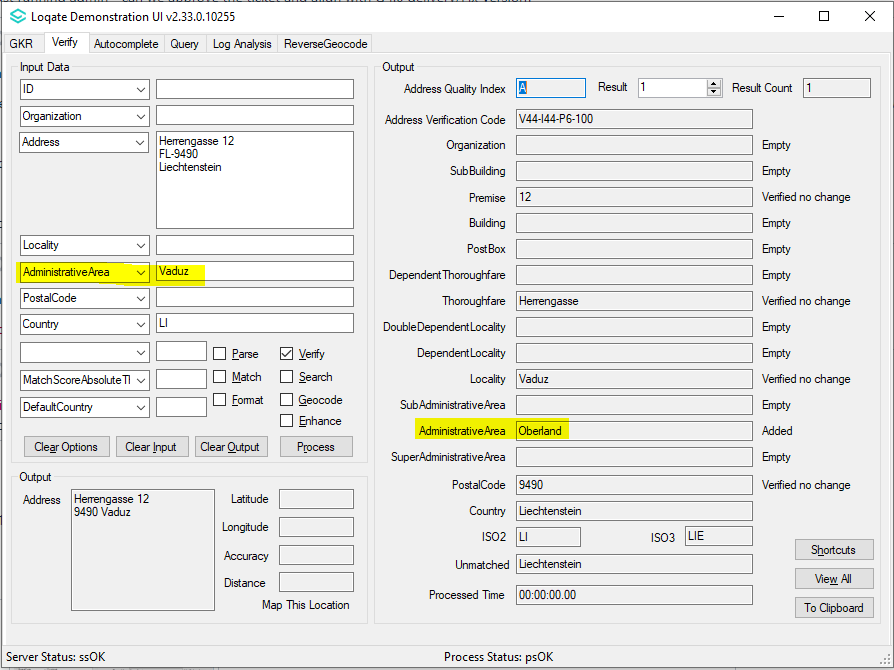 Loqate Demonstration UI v2.33.0.10255
GKR Verify Autocomplete Query Log Analysis ReverseGeocode
Input Data
ID
Organization
Address
Herrengasse 12
FL-9490
Liechtenstein
Locality
AdministrativeArea Vaduz
PostalCode
Country LI
Parse Verify
MatchScoreAbsoluteTl Match Search
DefaultCountry Format Geocode
Enhance
Clear Options Clear Input Clear Output Process
Output
Address
Herrengasse 12
9490 Vaduz
Latitude
Longitude
Accuracy
Distance
Map This Location
Output
Address Quality Index A Result 1 Result Count 1
Address Verification Code V44-I44-P6-100
Organization Empty
SubBuilding Empty
Premise 12 Verified no change
Building Empty
PostBox Empty
DependentThoroughfare Empty
Thoroughfare Herrengasse Verified no change
DoubleDependentLocality Empty
DependentLocality Empty
Locality Vaduz Verified no change
SubAdministrativeArea Empty
AdministrativeArea Oberland Added
SuperAdministrativeArea Empty
PostalCode 9490 Verified no change
Country Liechtenstein
ISO2 LI ISO3 LIE
Unmatched Liechtenstein
Processed Time 00:00:00.00
Shortcuts
View All
To Clipboard
Server Status: ssOK Process Status: psOK